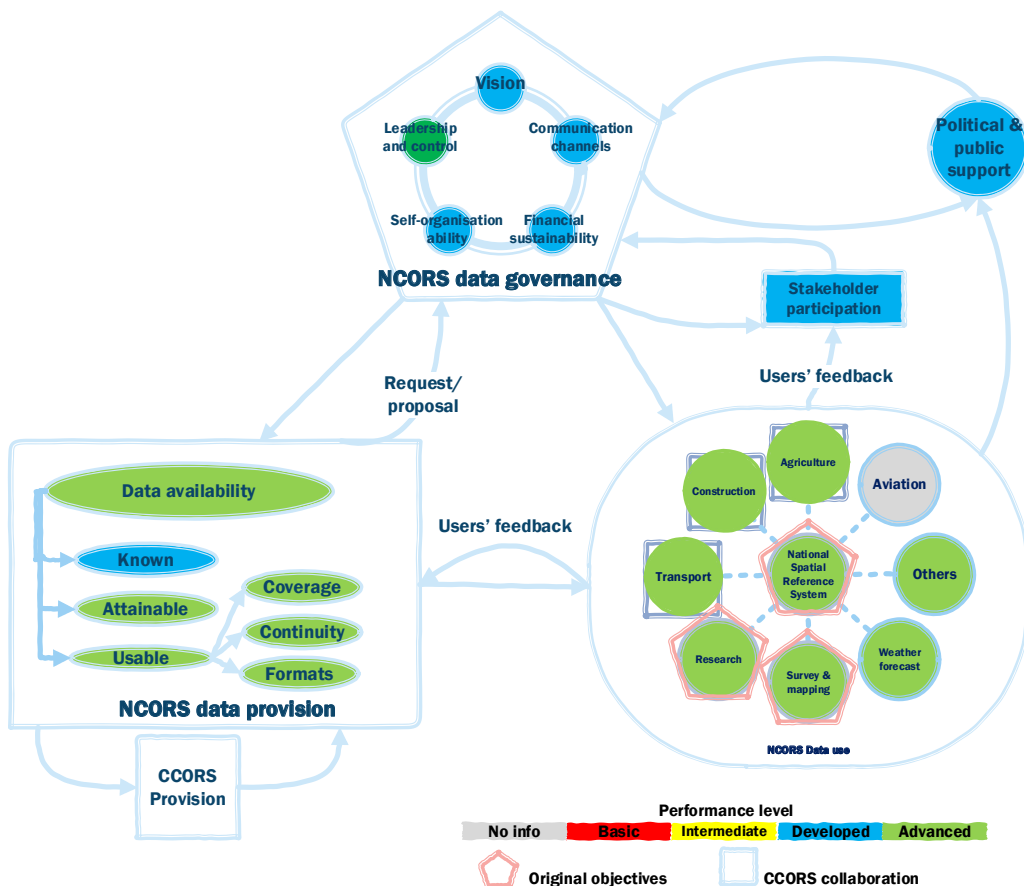 Vision
Leadership
and control
Communication
channels
Self-organisation
ability
Financial
sustainability
NCORS data governance
Political &
public
support
Stakeholder
participation
Request/
proposal
Users' feedback
Data availability
Known
Attainable
Usable
Coverage
Continuity
Formats
NCORS data provision
CCORS
Provision
Users' feedback
Agriculture
Construction
Aviation
Transport
National
Spatial
Reference
System
Others
Research
Survey &
mapping
Weather
forecast
NCORS Data use
Performance level
No info
Basic
Intermediate
Developed
Advanced
Original objectives
CCORS collaboration